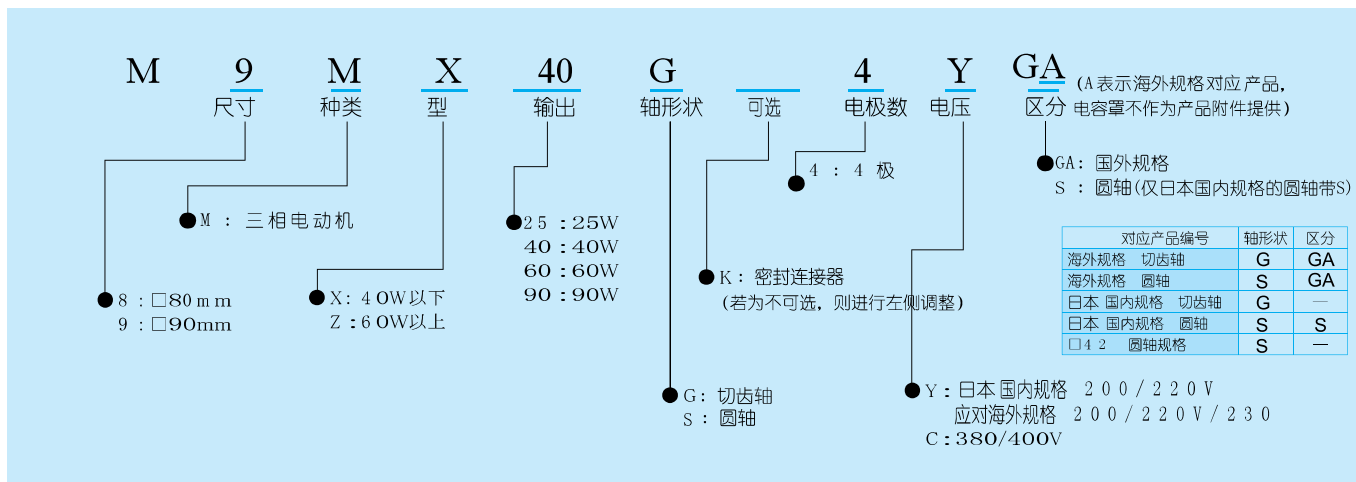 M 9 M X 40 G 4 Y GA (A表示海外规格对应产品,
尺寸 种类 型 输出 轴形状 可选 电极数 电压 区分 电容罩不作为产品附件提供)
4 : 4 极
GA: 国外规格
S : 圆轴(仅日本国内规格的圆轴带S)
M : 三相电动机
25 :25W
40 :40W
60 :60W
90 :90W
对应产品编号 轴形状 区分
海外规格 切齿轴 G GA
海外规格 圆轴 S GA
日本 国内规格 切齿轴 G —
日本 国内规格 圆轴 S S
□42 圆轴规格 S —
K: 密封连接器
(若为不可选, 则进行左侧调整)
8 : □80mm
9 : □90mm
X: 40W以下
Z :60W以上
G: 切齿轴
S : 圆轴
Y: 日本 国内规格 200/220V
应对海外规格 200/220V/230
C:380/400V